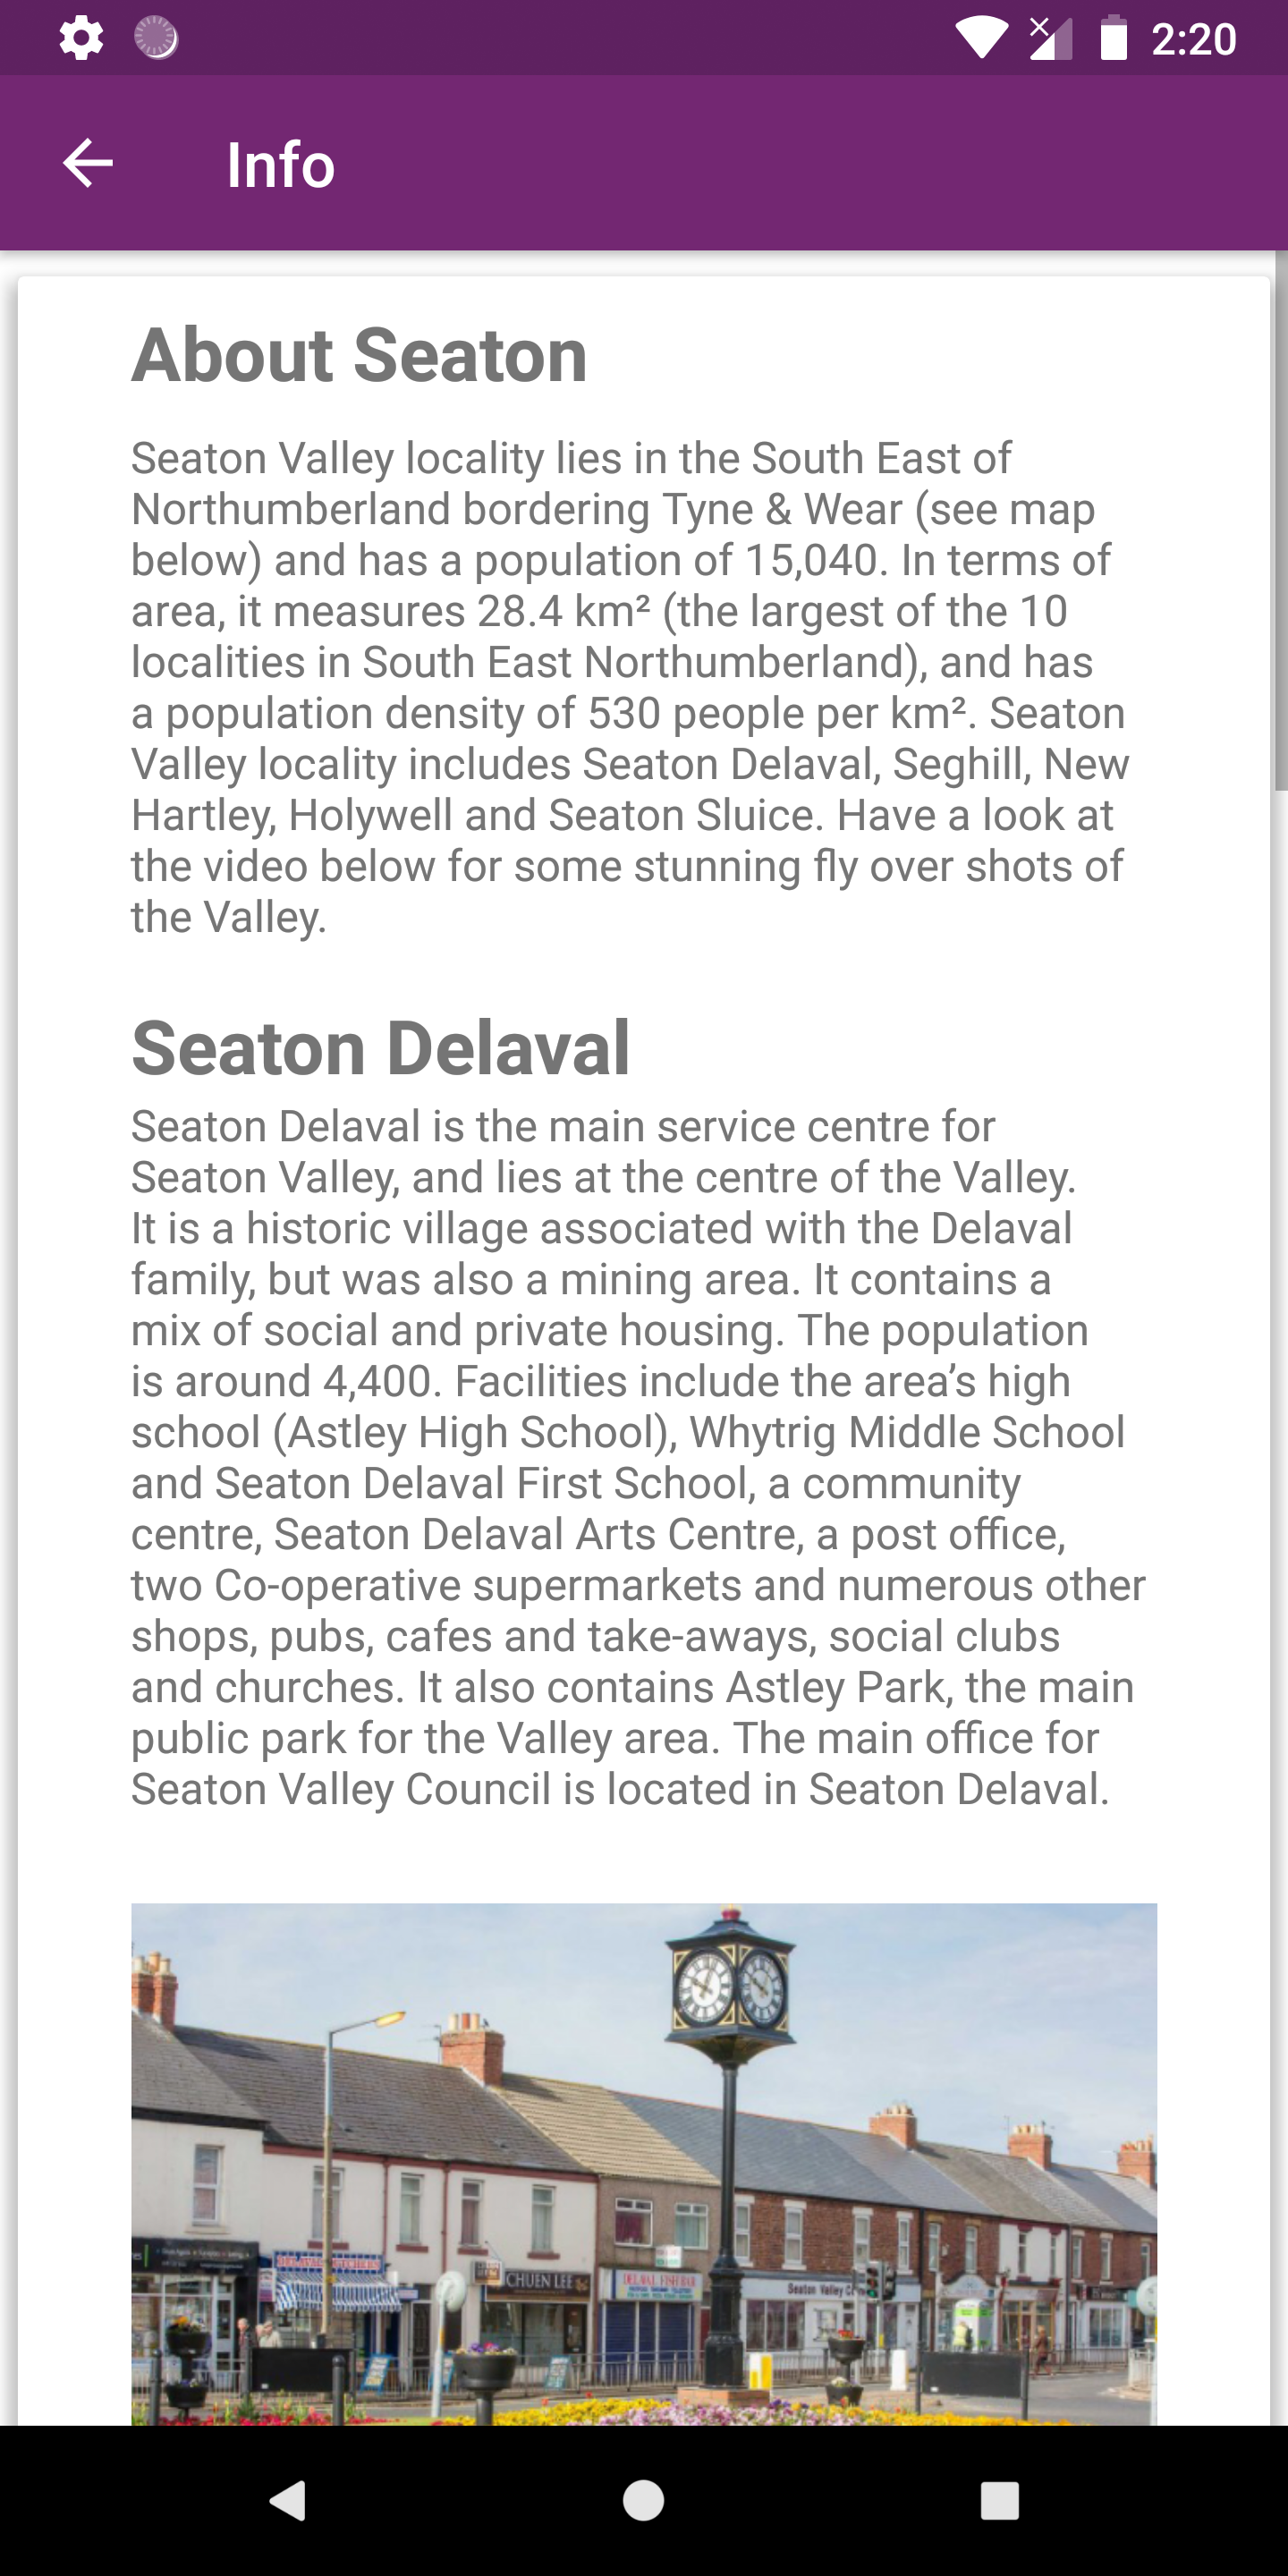 2:20
Info
About Seaton
Seaton Valley locality lies in the South East of
Northumberland bordering Tyne & Wear (see map
below) and has a population of 15,040. In terms of
area, it measures 28.4 km² (the largest of the 10
localities in South East Northumberland), and has
a population density of 530 people per km². Seaton
Valley locality includes Seaton Delaval, Seghill, New
Hartley, Holywell and Seaton Sluice. Have a look at
the video below for some stunning fly over shots of
the Valley.
Seaton Delaval
Seaton Delaval is the main service centre for
Seaton Valley, and lies at the centre of the Valley.
It is a historic village associated with the Delaval
family, but was also a mining area. It contains a
mix of social and private housing. The population
is around 4,400. Facilities include the area’s high
school (Astley High School), Whytrig Middle School
and Seaton Delaval First School, a community
centre, Seaton Delaval Arts Centre, a post office,
two Co-operative supermarkets and numerous other
shops, pubs, cafes and take-aways, social clubs
and churches. It also contains Astley Park, the main
public park for the Valley area. The main office for
Seaton Valley Council is located in Seaton Delaval.
CHUEN LEE
DELAVAL FISH BAR
Seaton Valley